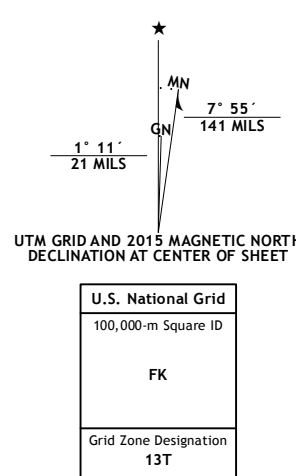 MN
GN
7° 55´
141 MILS
1° 11´
21 MILS
UTM GRID AND 2015 MAGNETIC NORTH
DECLINATION AT CENTER OF SHEET
U.S. National Grid
100,000-m Square ID
FK
Grid Zone Designation
13T